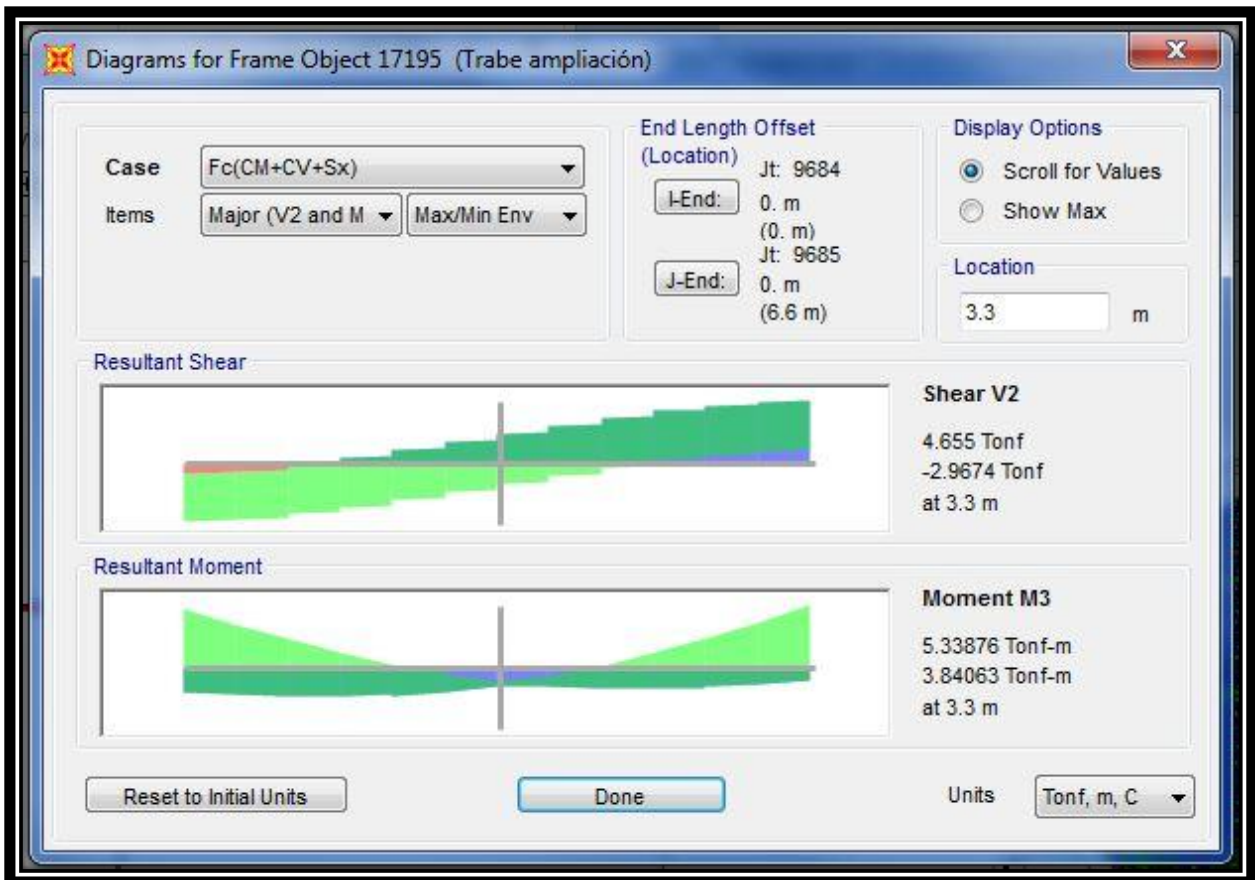 Diagrams for Frame Object 17195 (Trabe ampliación)
X
Case
Fc(CM+CV+Sx)
Items
Major (V2 and M
Max/Min Env
End Length Offset
(Location)
I-End:
Jt: 9684
0. m
(0. m)
J-End:
Jt: 9685
0. m
(6.6 m)
Display Options
Scroll for Values
Show Max
Location
3.3 m
Resultant Shear
Shear V2
4.655 Tonf
-2.9674 Tonf
at 3.3 m
Resultant Moment
Moment M3
5.33876 Tonf-m
3.84063 Tonf-m
at 3.3 m
Reset to Initial Units
Done
Units
Tonf, m, C